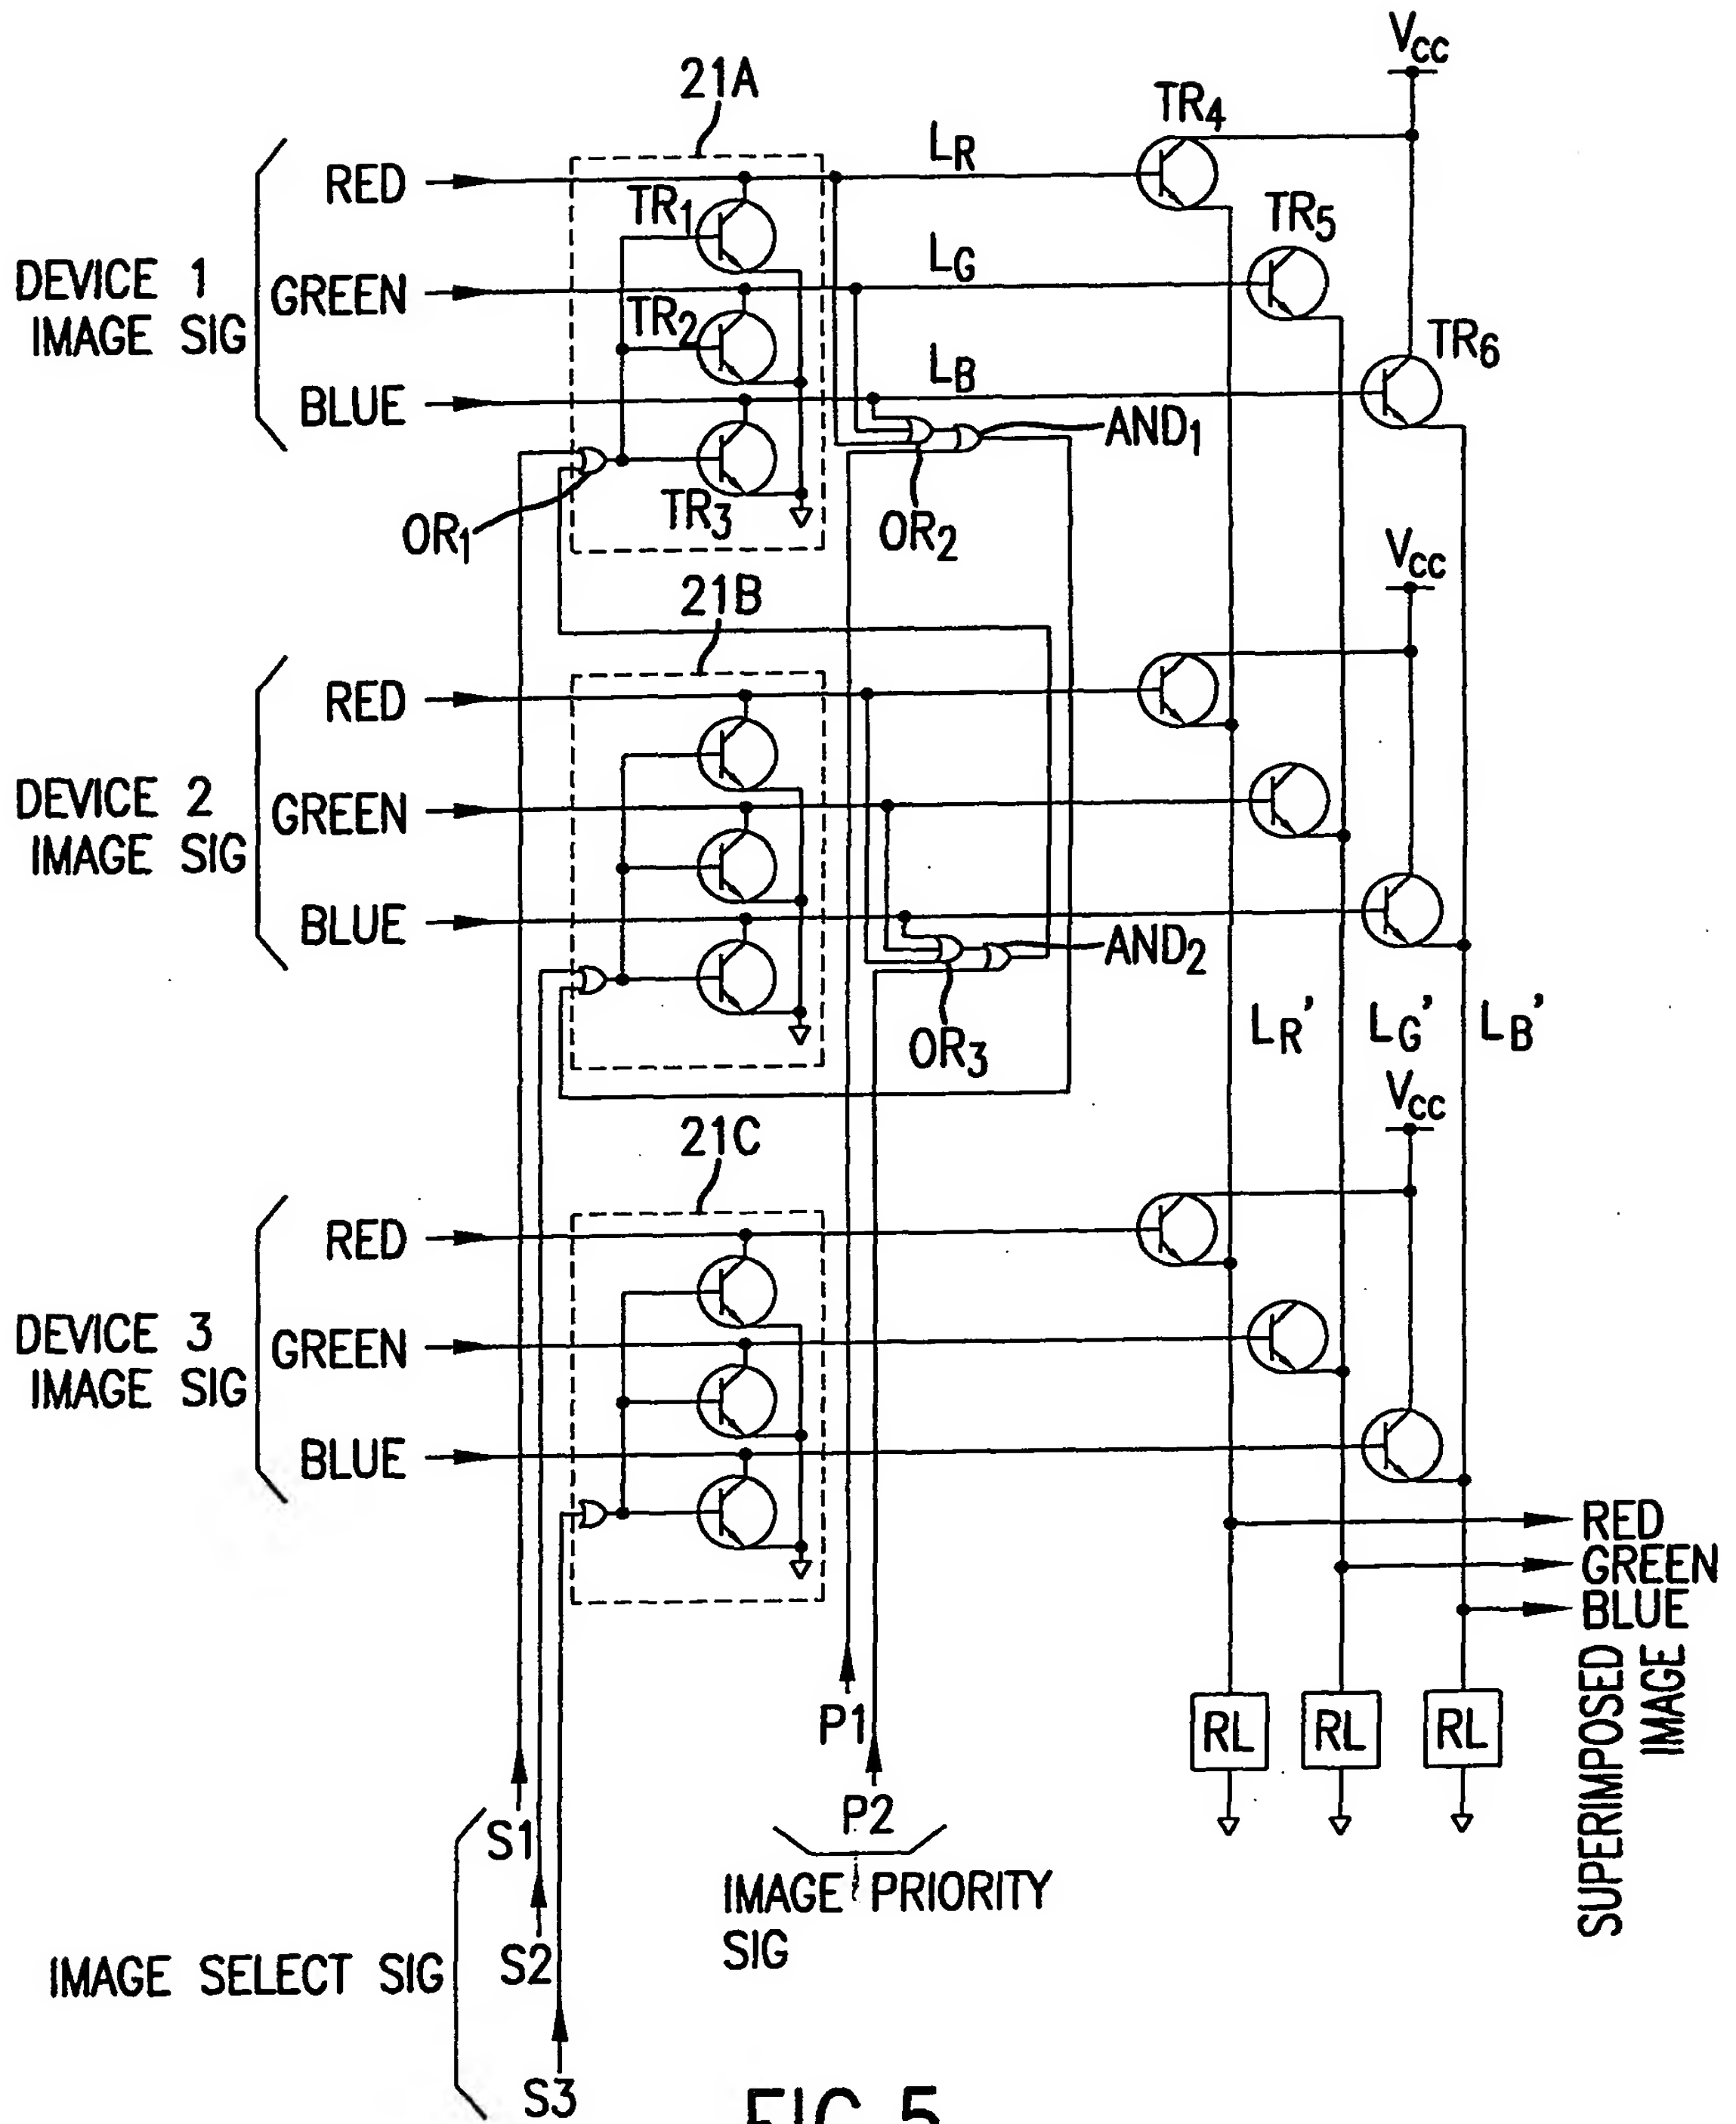 VCC
21A
TR4
LR
RED
TR1
TR5
LG
DEVICE 1
IMAGE SIG
GREEN
TR2
TR6
LB
BLUE
AND1
TR3
OR1
OR2
VCC
21B
RED
DEVICE 2
IMAGE SIG
GREEN
BLUE
AND2
OR3
LR'
LG'
LB'
VCC
21C
RED
DEVICE 3
IMAGE SIG
GREEN
BLUE
RED
GREEN
BLUE
SUPERIMPOSED
IMAGE
RL
RL
RL
P1
P2
IMAGE PRIORITY
SIG
S1
S2
S3
IMAGE SELECT SIG
FIG. 5